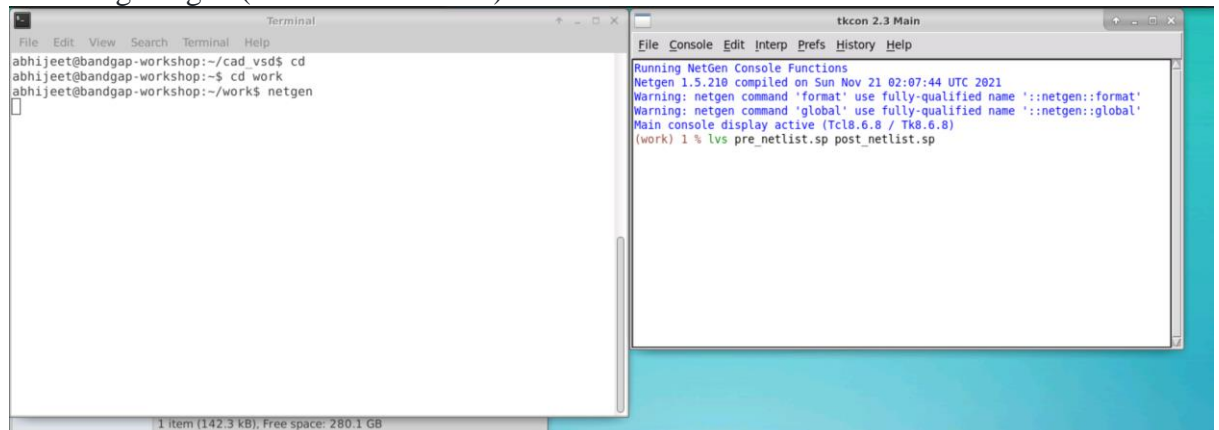 Terminal
File Edit View Search Terminal Help
abhijeet@bandgap-workshop:~/cad_vsd$ cd
abhijeet@bandgap-workshop:~$ cd work
abhijeet@bandgap-workshop:~/work$ netgen
tkcon 2.3 Main
File Console Edit Interp Prefs History Help
Running NetGen Console Functions
Netgen 1.5.210 compiled on Sun Nov 21 02:07:44 UTC 2021
Warning: netgen command 'format' use fully-qualified name '::netgen::format'
Warning: netgen command 'global' use fully-qualified name '::netgen::global'
Main console display active (Tcl8.6.8 / Tk8.6.8)
(work) 1 % lvs pre_netlist.sp post_netlist.sp
1 item (142.3 kB), Free space: 280.1 GB